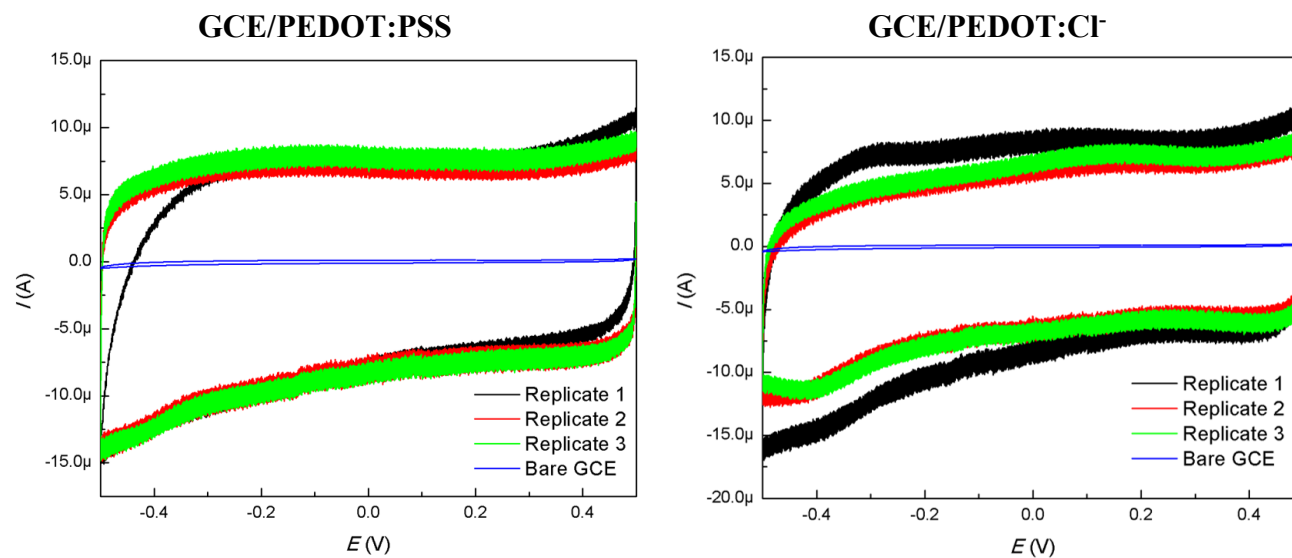 GCE/PEDOT:PSS
15.0µ
10.0µ
5.0µ
0.0
-5.0µ
-10.0µ
-15.0µ
I (A)
-0.4
-0.2
0.0
0.2
0.4
E (V)
Replicate 1
Replicate 2
Replicate 3
Bare GCE
GCE/PEDOT:Cl⁻
15.0µ
10.0µ
5.0µ
0.0
-5.0µ
-10.0µ
-15.0µ
-20.0µ
I (A)
-0.4
-0.2
0.0
0.2
0.4
E (V)
Replicate 1
Replicate 2
Replicate 3
Bare GCE